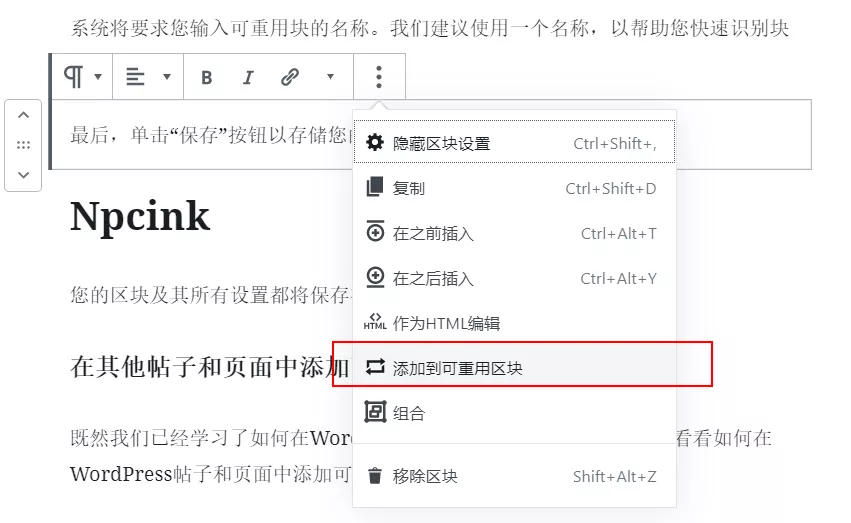 系统将要求您输入可重用块的名称。我们建议使用一个名称，以帮助您快速识别块
B I
最后，单击“保存”按钮以存储您
隐藏区块设置 Ctrl+Shift+,
复制 Ctrl+Shift+D
Npcink
在之前插入 Ctrl+Alt+T
在之后插入 Ctrl+Alt+Y
您的区块及其所有设置都将保存
HTML 作为HTML编辑
在其他帖子和页面中添加
添加到可重用区块
组合
既然我们已经学习了如何在Word 看看如何在
WordPress帖子和页面中添加可
移除区块 Shift+Alt+Z